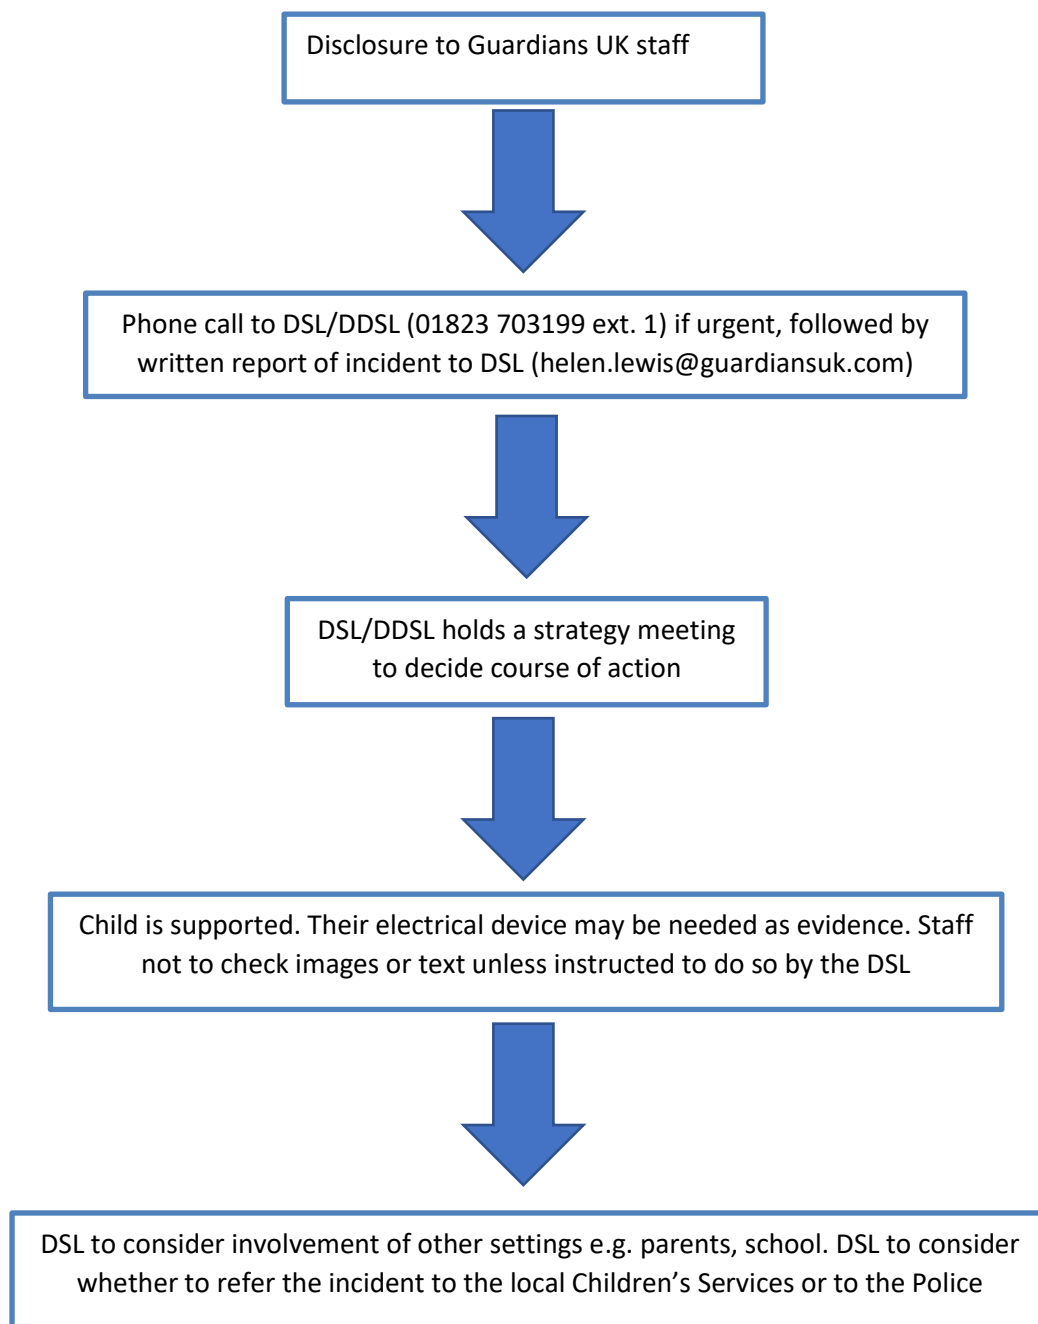 Disclosure to Guardians UK staff
Phone call to DSL/DDSL (01823 703199 ext. 1) if urgent, followed by
written report of incident to DSL (helen.lewis@guardiansuk.com)
DSL/DDSL holds a strategy meeting
to decide course of action
Child is supported. Their electrical device may be needed as evidence. Staff
not to check images or text unless instructed to do so by the DSL
DSL to consider involvement of other settings e.g. parents, school. DSL to consider
whether to refer the incident to the local Children’s Services or to the Police